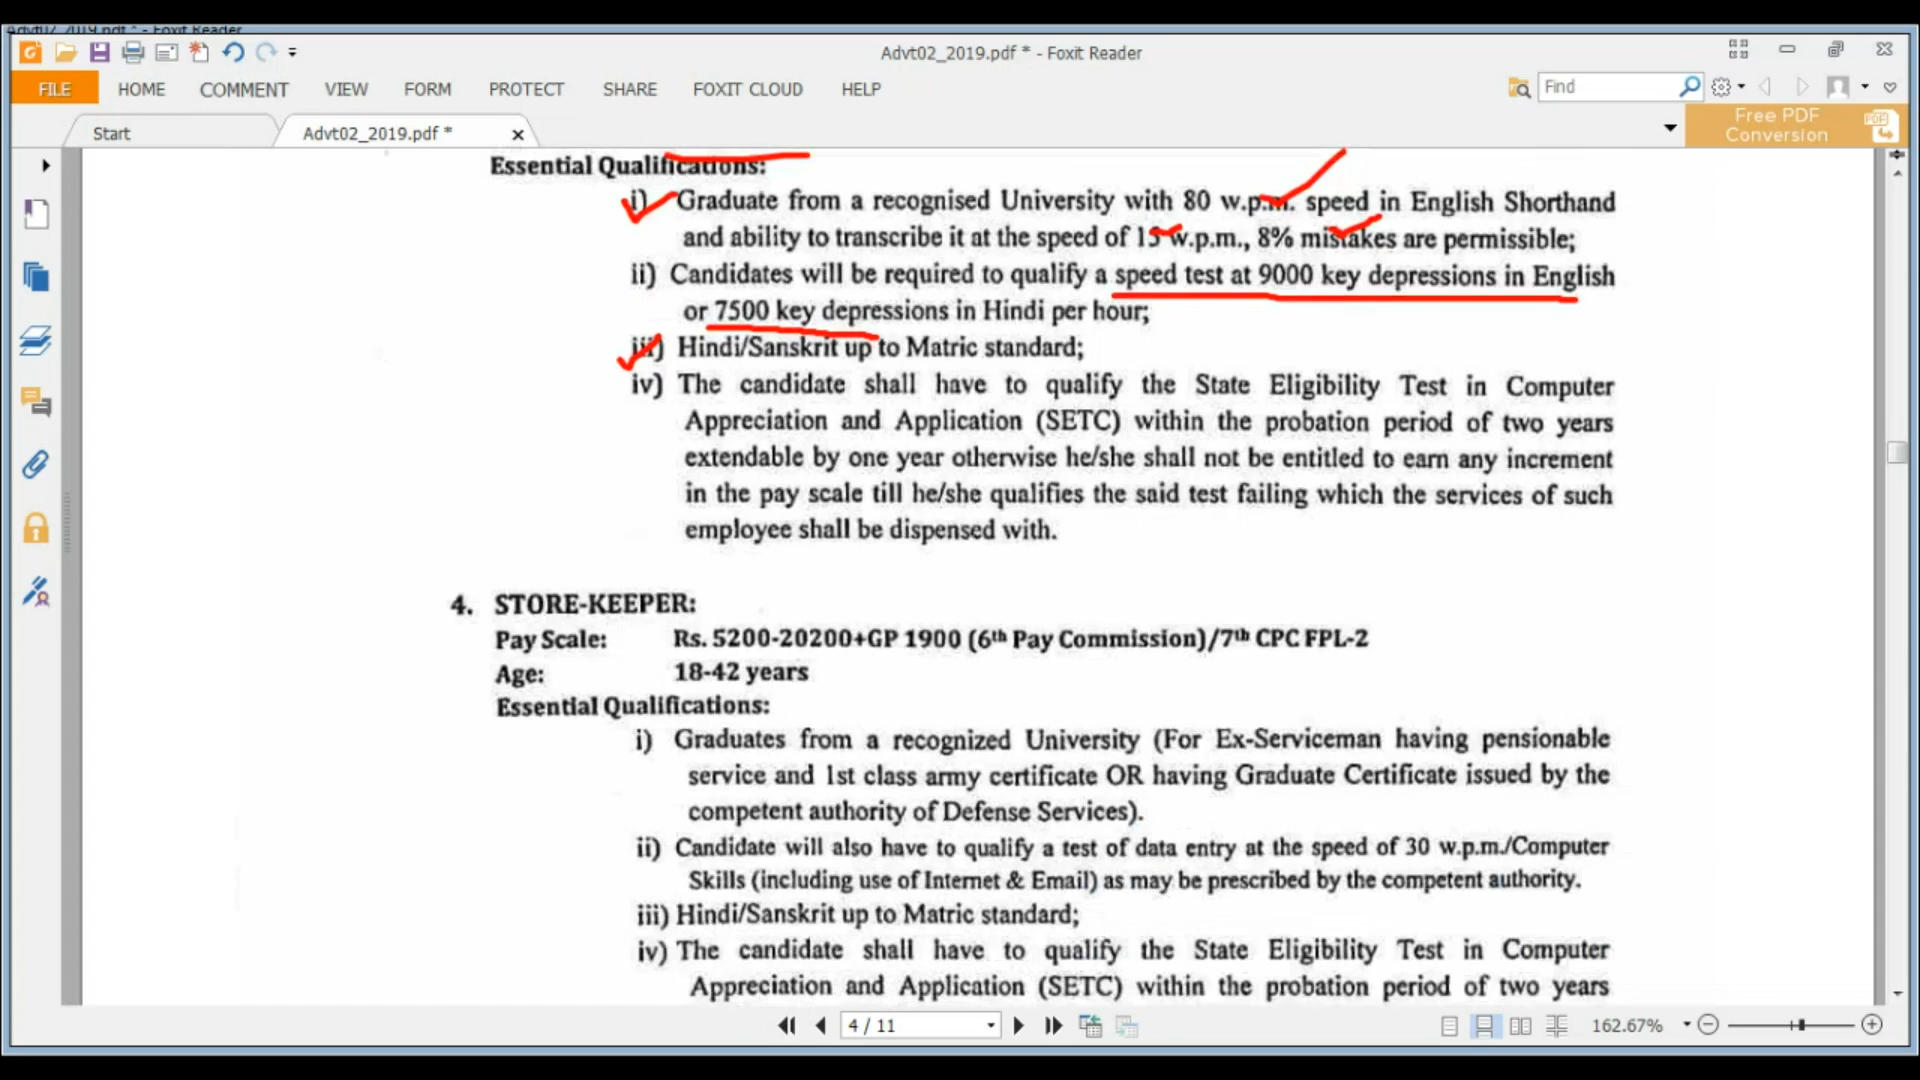 Advt02_2019.pdf * - Foxit Reader
Advt02_2019.pdf * - Foxit Reader
FILE HOME COMMENT VIEW FORM PROTECT SHARE FOXIT CLOUD HELP
Find
Start
Advt02_2019.pdf *
Free PDF
Conversion
Essential Qualifications:
i) Graduate from a recognised University with 80 w.p.m. speed in English Shorthand
and ability to transcribe it at the speed of 15 w.p.m., 8% mistakes are permissible;
ii) Candidates will be required to qualify a speed test at 9000 key depressions in English
or 7500 key depressions in Hindi per hour;
iii) Hindi/Sanskrit up to Matric standard;
iv) The candidate shall have to qualify the State Eligibility Test in Computer
Appreciation and Application (SETC) within the probation period of two years
extendable by one year otherwise he/she shall not be entitled to earn any increment
in the pay scale till he/she qualifies the said test failing which the services of such
employee shall be dispensed with.
4. STORE-KEEPER:
Pay Scale: Rs. 5200-20200+GP 1900 (6th Pay Commission)/7th CPC FPL-2
Age: 18-42 years
Essential Qualifications:
i) Graduates from a recognized University (For Ex-Serviceman having pensionable
service and 1st class army certificate OR having Graduate Certificate issued by the
competent authority of Defense Services).
ii) Candidate will also have to qualify a test of data entry at the speed of 30 w.p.m./Computer
Skills (including use of Internet & Email) as may be prescribed by the competent authority.
iii) Hindi/Sanskrit up to Matric standard;
iv) The candidate shall have to qualify the State Eligibility Test in Computer
Appreciation and Application (SETC) within the probation period of two years
4 / 11
162.67%